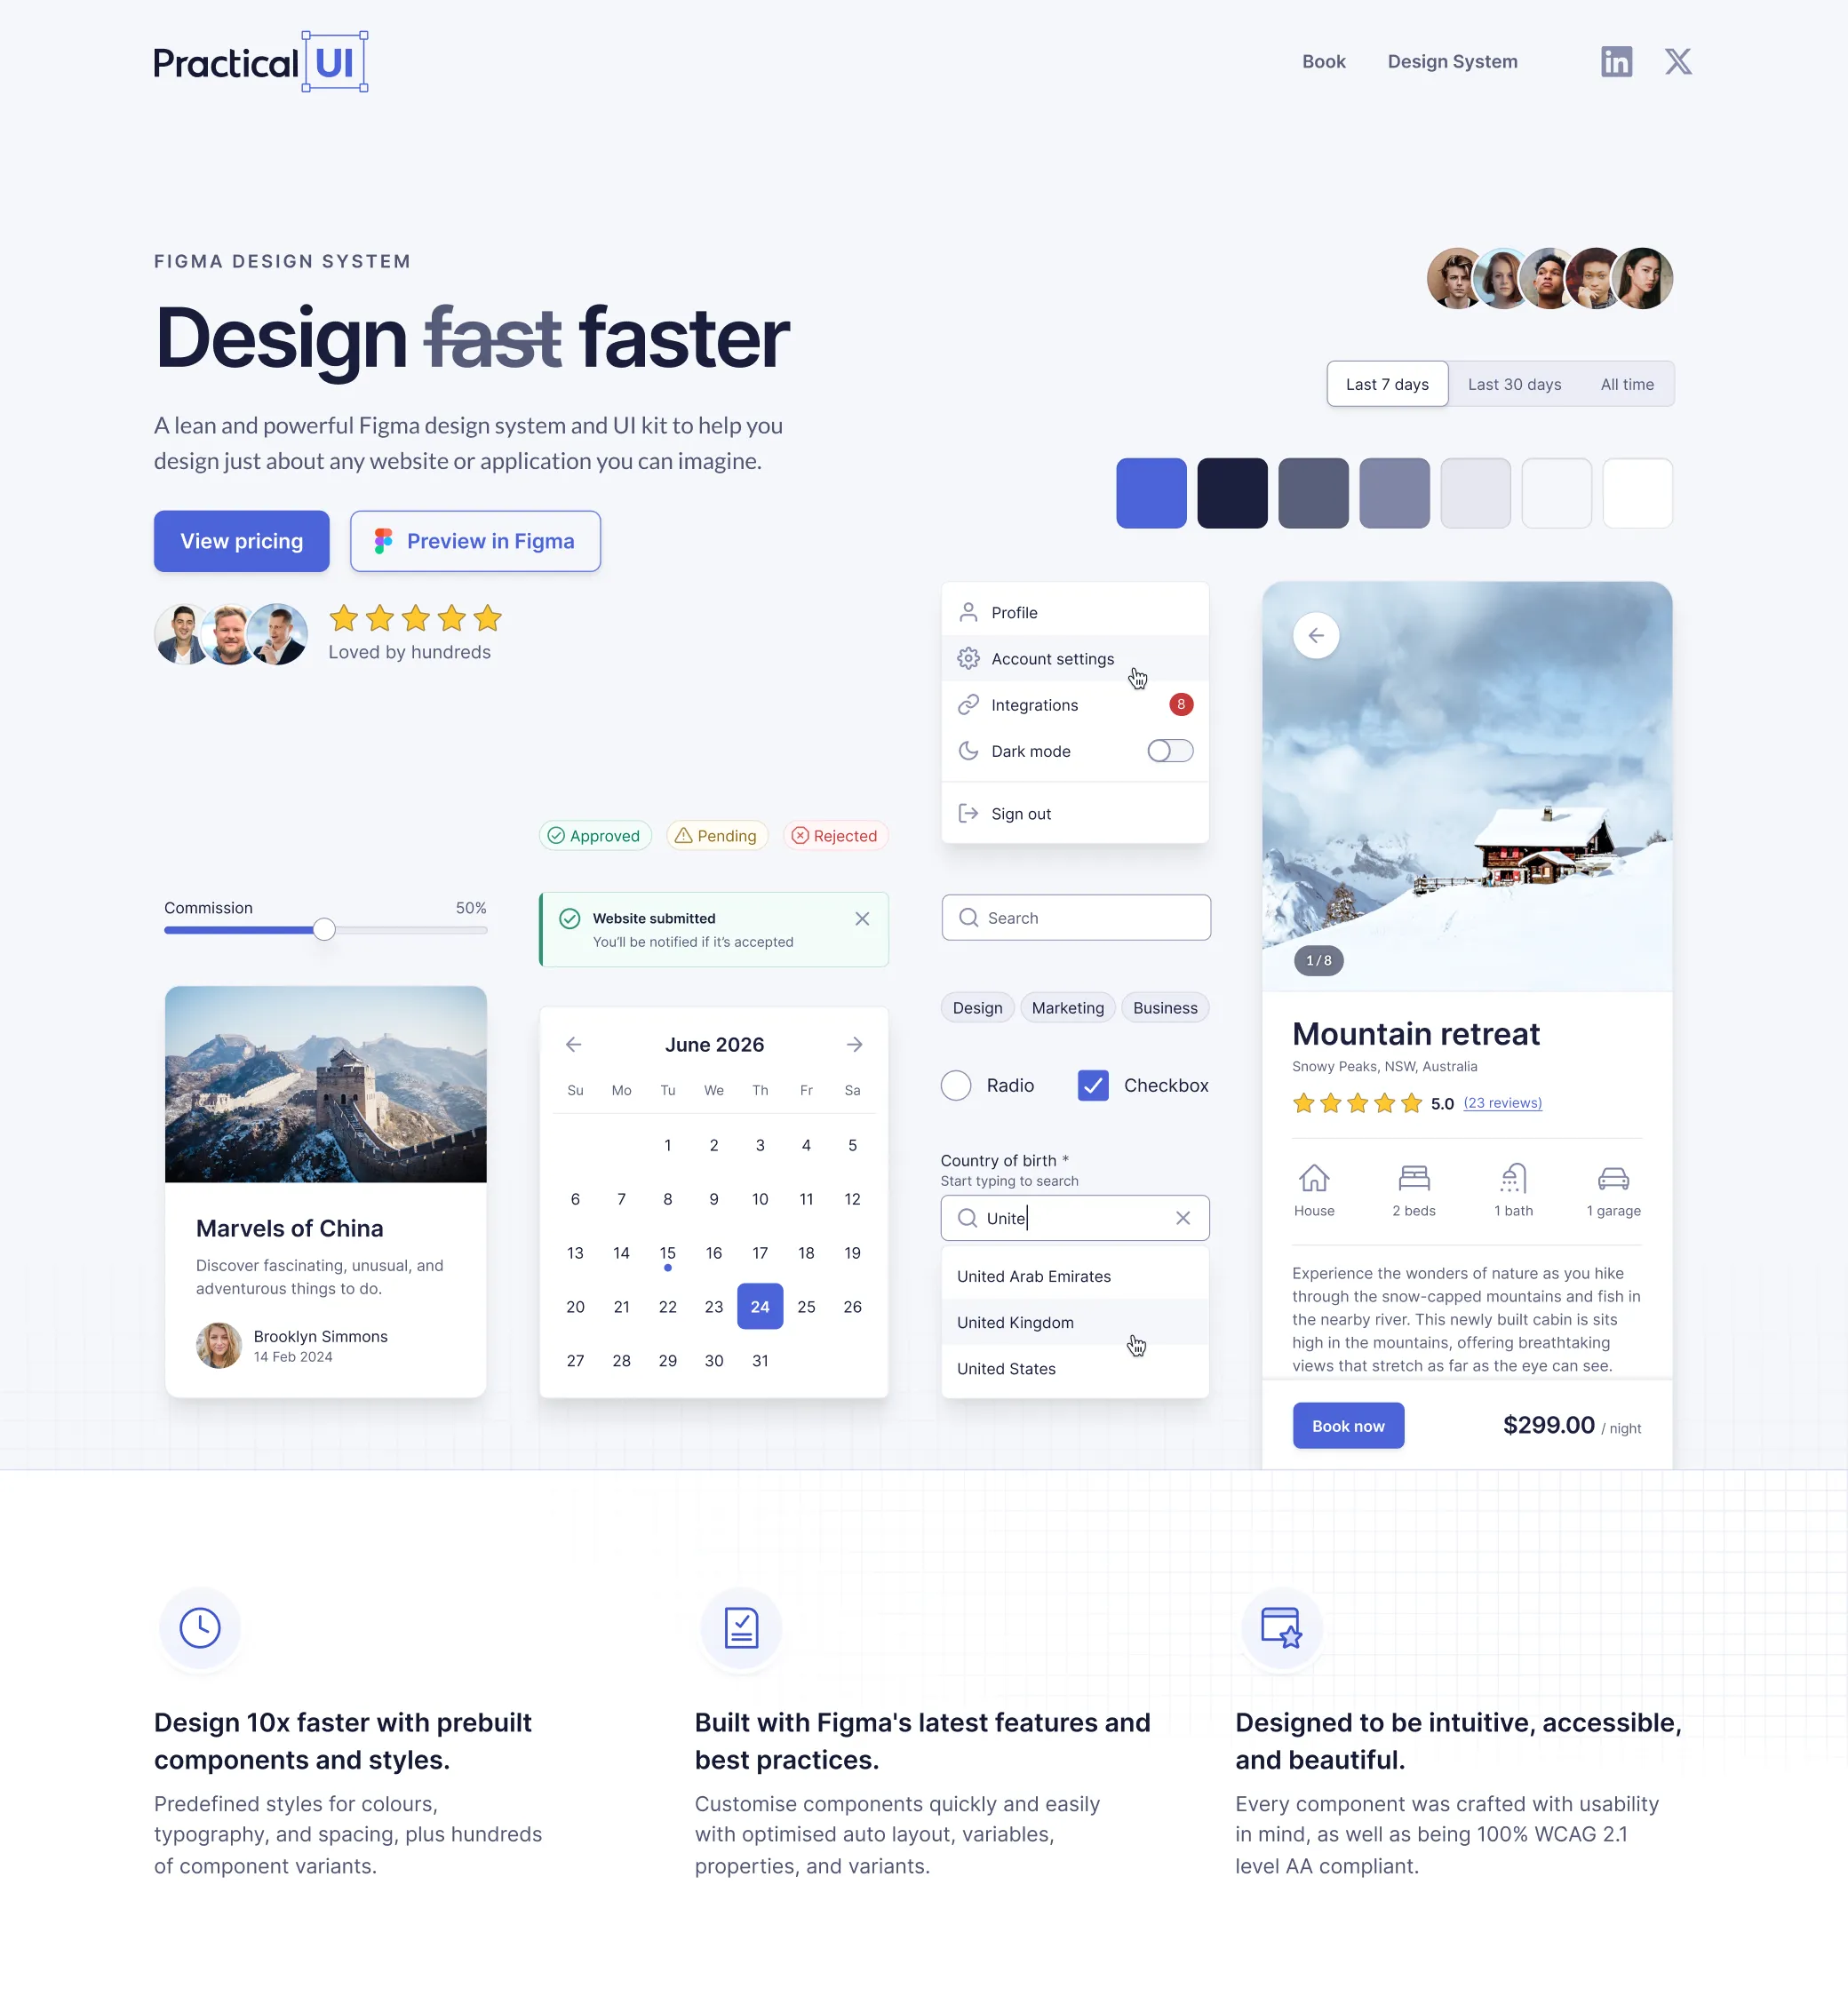 Practical UI
Book
Design System
FIGMA DESIGN SYSTEM
Design fast faster
A lean and powerful Figma design system and UI kit to help you
design just about any website or application you can imagine.
View pricing
Preview in Figma
Loved by hundreds
Last 7 days
Last 30 days
All time
Profile
Account settings
Integrations
8
Dark mode
Sign out
Approved
Pending
Rejected
Commission
50%
Website submitted
You'll be notified if it's accepted
Search
Design
Marketing
Business
Radio
Checkbox
Country of birth *
Start typing to search
Unite
United Arab Emirates
United Kingdom
United States
Marvels of China
Discover fascinating, unusual, and
adventurous things to do.
Brooklyn Simmons
14 Feb 2024
June 2026
Su Mo Tu We Th Fr Sa
1 2 3 4 5
6 7 8 9 10 11 12
13 14 15 16 17 18 19
20 21 22 23 24 25 26
27 28 29 30 31
1 / 8
Mountain retreat
Snowy Peaks, NSW, Australia
5.0 (23 reviews)
House
2 beds
1 bath
1 garage
Experience the wonders of nature as you hike
through the snow-capped mountains and fish in
the nearby river. This newly built cabin is sits
high in the mountains, offering breathtaking
views that stretch as far as the eye can see.
Book now
$299.00 / night
Design 10x faster with prebuilt
components and styles.
Predefined styles for colours,
typography, and spacing, plus hundreds
of component variants.
Built with Figma's latest features and
best practices.
Customise components quickly and easily
with optimised auto layout, variables,
properties, and variants.
Designed to be intuitive, accessible,
and beautiful.
Every component was crafted with usability
in mind, as well as being 100% WCAG 2.1
level AA compliant.